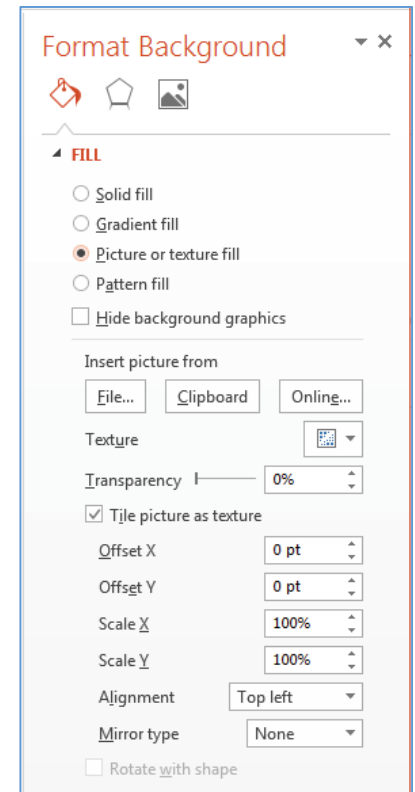 Format Background
FILL
Solid fill
Gradient fill
Picture or texture fill
Pattern fill
Hide background graphics
Insert picture from
File... Clipboard Online...
Texture
Transparency 0%
Tile picture as texture
Offset X 0 pt
Offset Y 0 pt
Scale X 100%
Scale Y 100%
Alignment Top left
Mirror type None
Rotate with shape